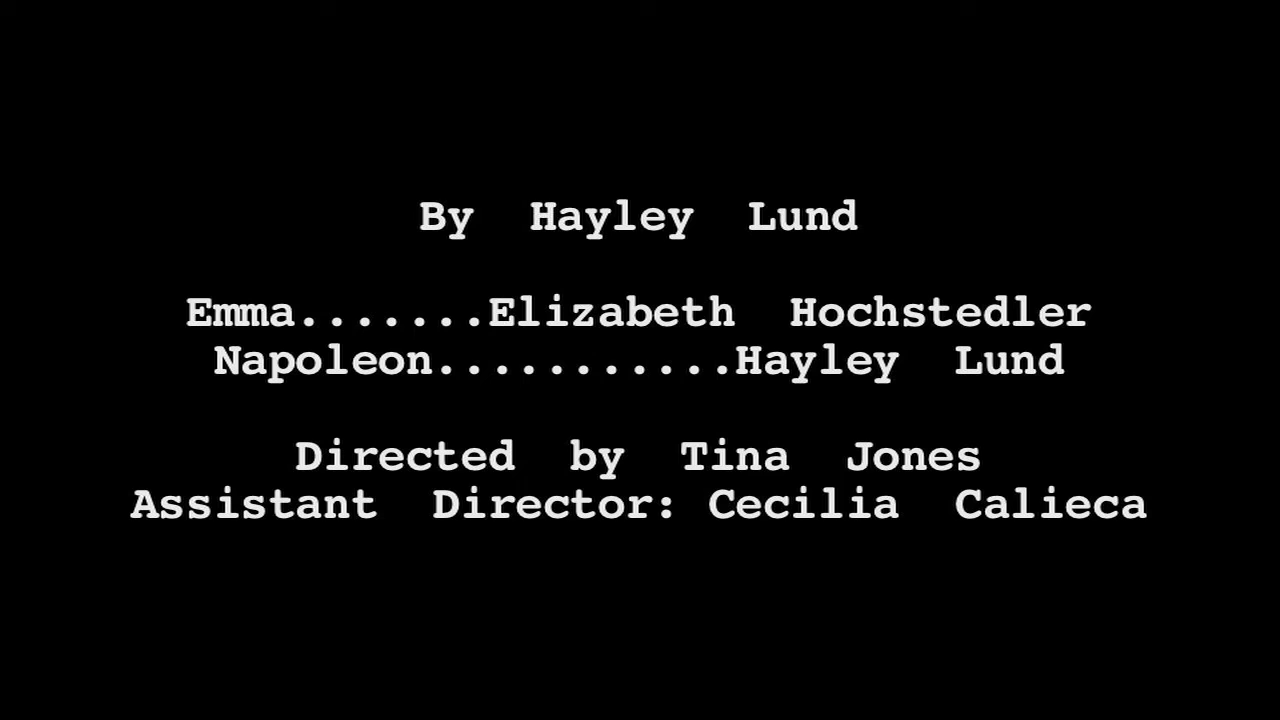 By Hayley Lund
Emma.......Elizabeth Hochstedler
Napoleon...........Hayley Lund
Directed by Tina Jones
Assistant Director: Cecilia Calieca